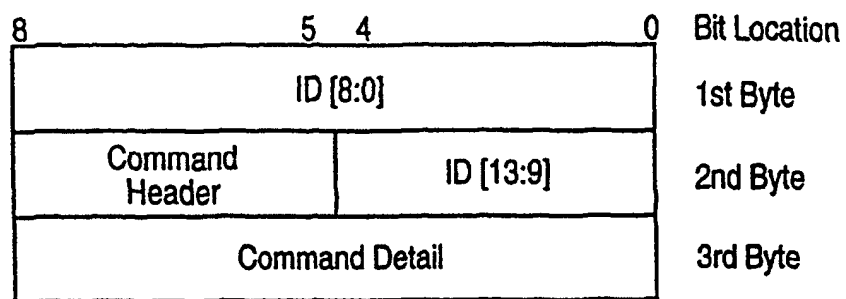 8 5 4 0 Bit Location
ID [8:0] 1st Byte
Command
Header
ID [13:9] 2nd Byte
Command Detail 3rd Byte